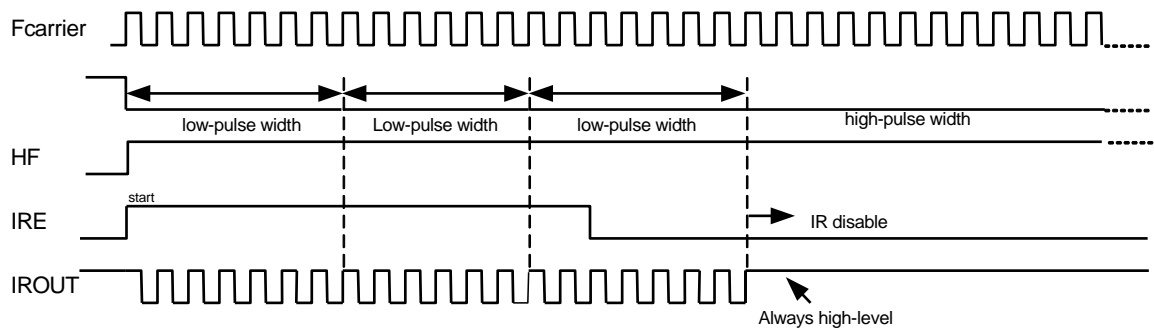 Fcarrier
low-pulse width
Low-pulse width
low-pulse width
high-pulse width
HF
start
IRE
IR disable
IROUT
Always high-level